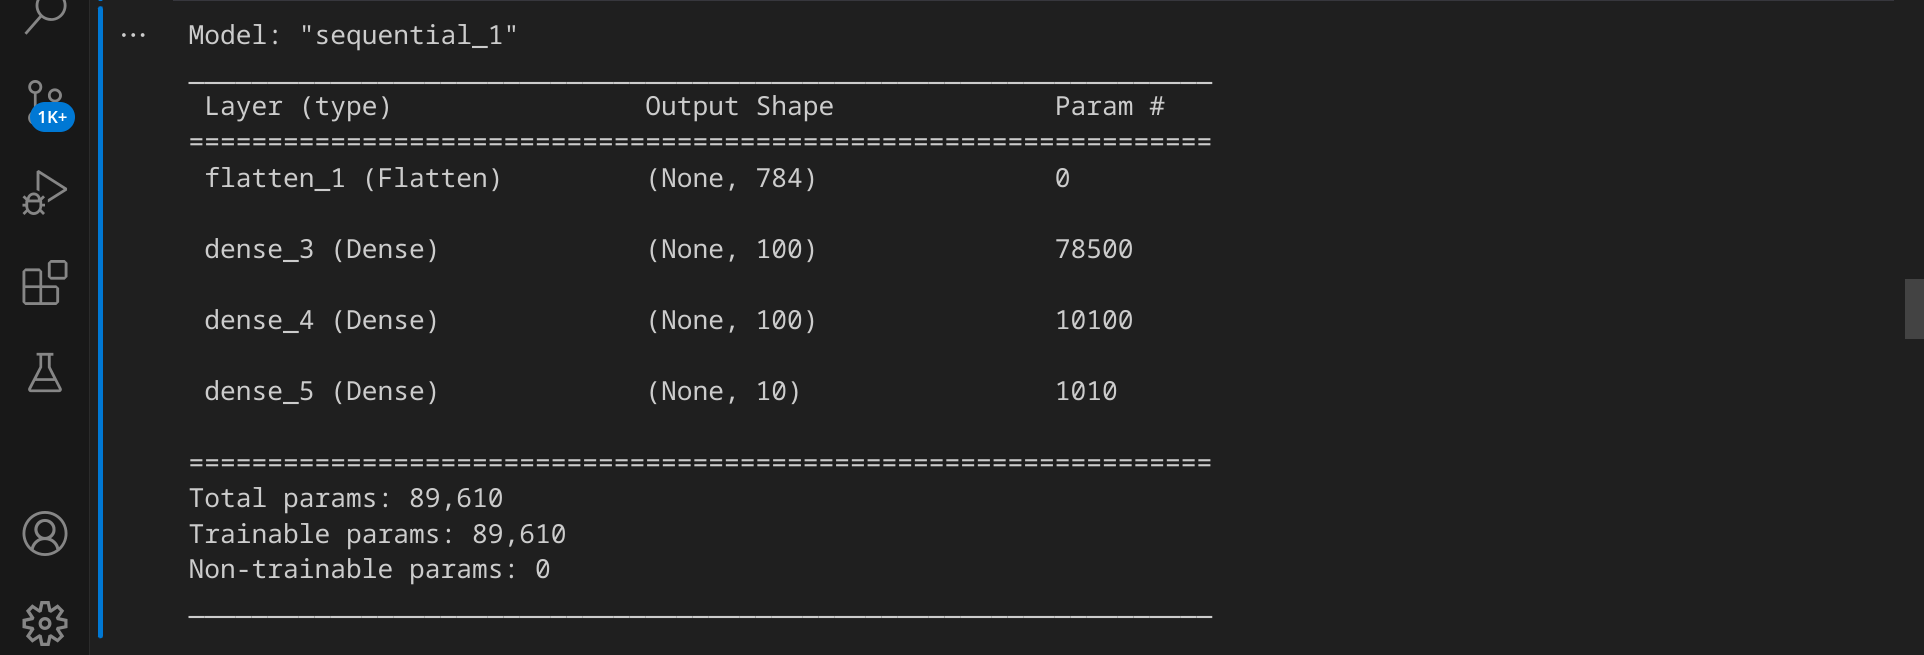 Model: "sequential_1"
Layer (type) Output Shape Param #
=================================================================
flatten_1 (Flatten) (None, 784) 0
dense_3 (Dense) (None, 100) 78500
dense_4 (Dense) (None, 100) 10100
dense_5 (Dense) (None, 10) 1010
=================================================================
Total params: 89,610
Trainable params: 89,610
Non-trainable params: 0
1K+